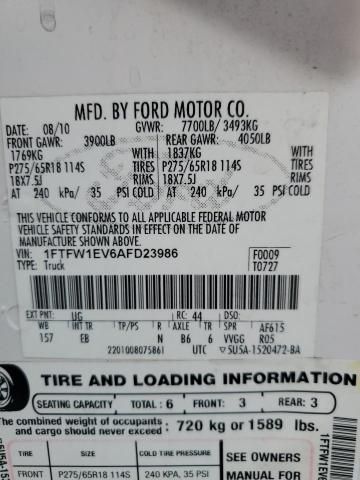 MFD. BY FORD MOTOR CO.
DATE: 08/10 GVWR: 7700LB/ 3493KG
FRONT GAWR: 3900LB REAR GAWR: 4050LB
1769KG WITH 1837KG WITH
P275/65R18 114S TIRES P275/65R18 114S TIRES
18X7.5J RIMS 18X7.5J RIMS
AT 240 kPa/ 35 PSI COLD AT 240 kPa/ 35 PSI COLD
THIS VEHICLE CONFORMS TO ALL APPLICABLE FEDERAL MOTOR
VEHICLE SAFETY STANDARDS IN EFFECT ON THE DATE OF
MANUFACTURE SHOWN ABOVE.
VIN: 1FTFW1EV6AFD23986 F0009
TYPE: Truck T0727
EXT PNT: UG RC: 44 DSO:
WB INT TR TP/PS R AXLE TR SPR AF615
157 EB N B6 6 VVGG R05
2201008075861 UTC ▽SU5A-1520472-8A
TIRE AND LOADING INFORMATION
SEATING CAPACITY TOTAL: 6 FRONT: 3 REAR: 3
The combined weight of occupants and cargo should never exceed: 720 kg or 1589 lbs.
TIRE SIZE COLD TIRE PRESSURE SEE OWNERS
FRONT P275/65R18 114S 240 KPA, 35 PSI MANUAL FOR